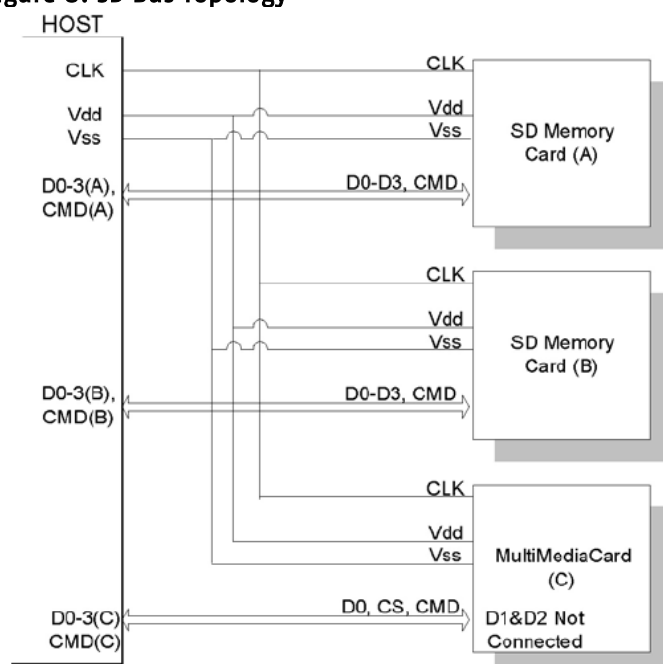 HOST
CLK
Vdd
Vss
D0-3(A),
CMD(A)
CLK
Vdd
Vss
D0-D3, CMD
SD Memory
Card (A)
D0-3(B),
CMD(B)
CLK
Vdd
Vss
D0-D3, CMD
SD Memory
Card (B)
D0-3(C)
CMD(C)
CLK
Vdd
Vss
D0, CS, CMD
MultiMediaCard
(C)
D1&D2 Not
Connected